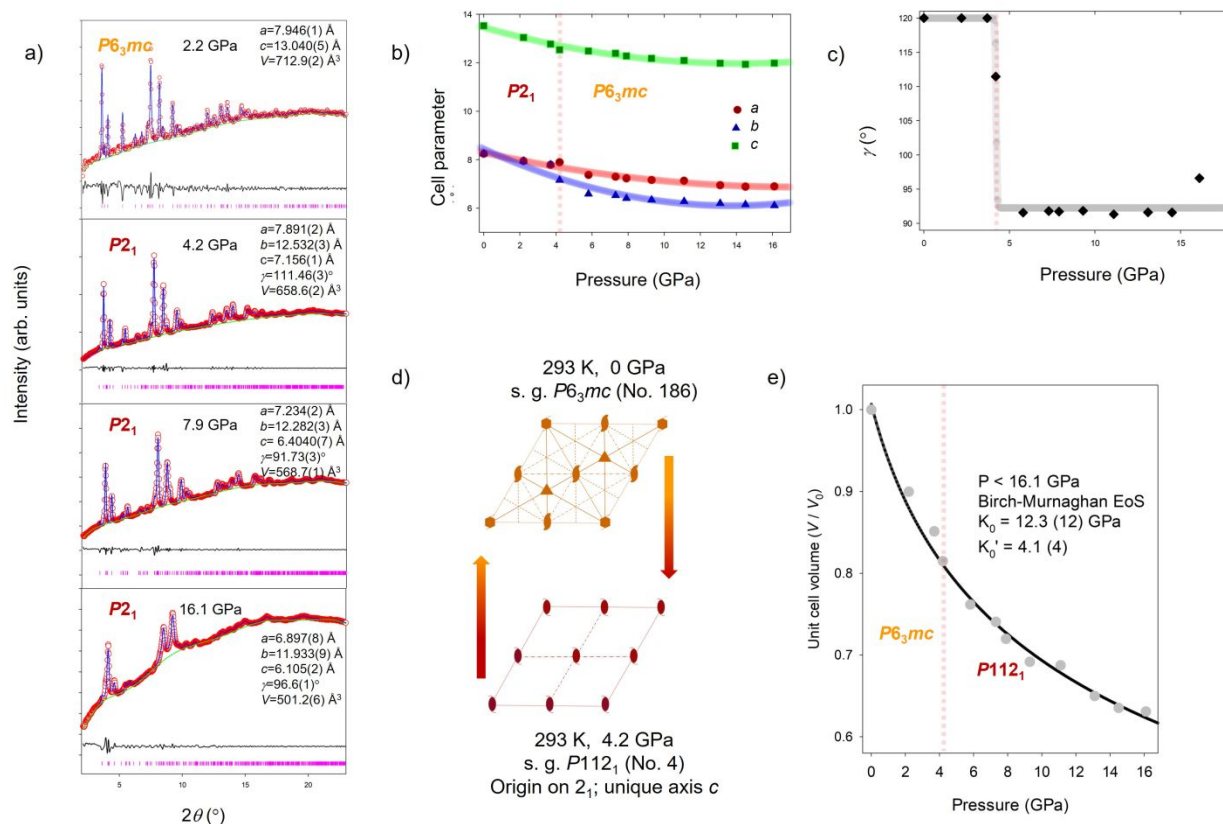 a)
Intensity (arb. units)
P6₃mc
2.2 GPa
a=7.946(1) Å
c=13.040(5) Å
V=712.9(2) Å³
P2₁
4.2 GPa
a=7.891(2) Å
b=12.532(3) Å
c=7.156(1) Å
γ=111.46(3)°
V=658.6(2) Å³
P2₁
7.9 GPa
a=7.234(2) Å
b=12.282(3) Å
c= 6.4040(7) Å
γ=91.73(3)°
V=568.7(1) Å³
P2₁
16.1 GPa
a=6.897(8) Å
b=11.933(9) Å
c=6.105(2) Å
γ=96.6(1)°
V=501.2(6) Å³
5 10 15 20
2θ (°)
b)
Cell parameter
14
12
10
8
6
P2₁
P6₃mc
a
b
c
0 2 4 6 8 10 12 14 16
Pressure (GPa)
c)
γ (°)
120
115
110
105
100
95
90
0 5 10 15
Pressure (GPa)
d)
293 K, 0 GPa
s. g. P6₃mc (No. 186)
293 K, 4.2 GPa
s. g. P112₁ (No. 4)
Origin on 2₁; unique axis c
e)
Unit cell volume (V / V₀)
1.0
0.9
0.8
0.7
0.6
P < 16.1 GPa
Birch-Murnaghan EoS
K₀ = 12.3 (12) GPa
K₀' = 4.1 (4)
P6₃mc
P112₁
0 2 4 6 8 10 12 14 16
Pressure (GPa)